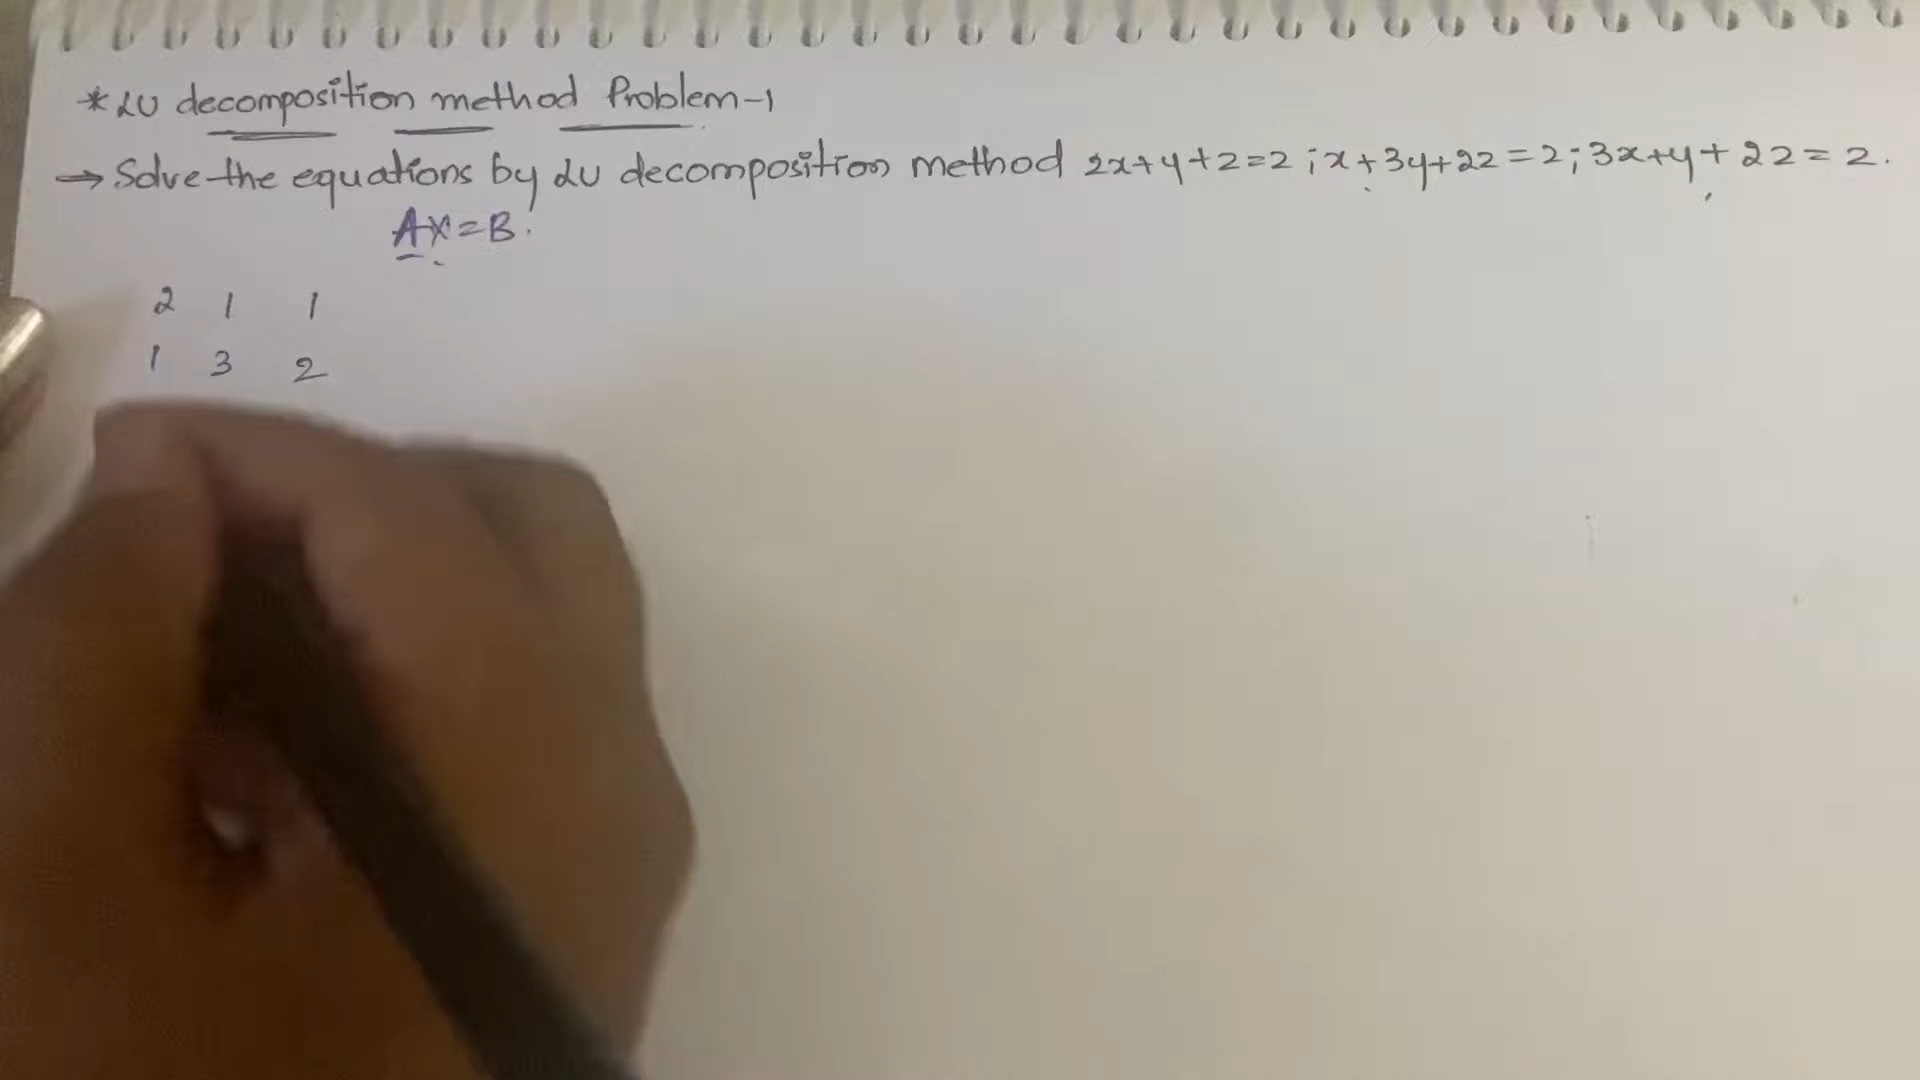 * LU decomposition method Problem-1
→ Solve the equations by LU decomposition method 2x+y+z=2; x+3y+2z=2; 3x+y+2z=2.
AX=B.
2 1 1
1 3 2